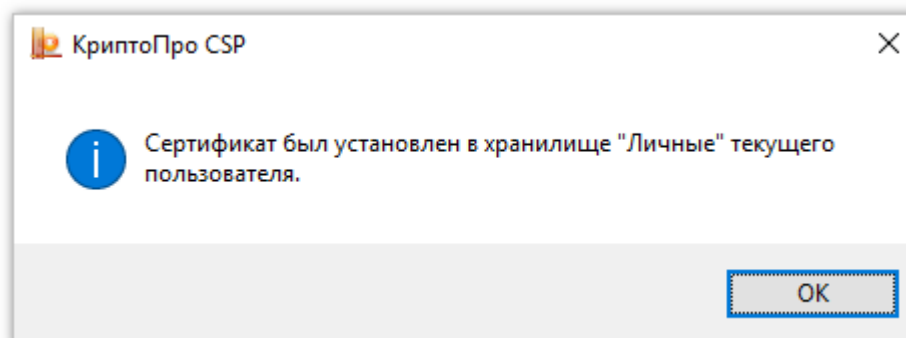 КриптоПро CSP
Сертификат был установлен в хранилище "Личные" текущего
пользователя.
OK